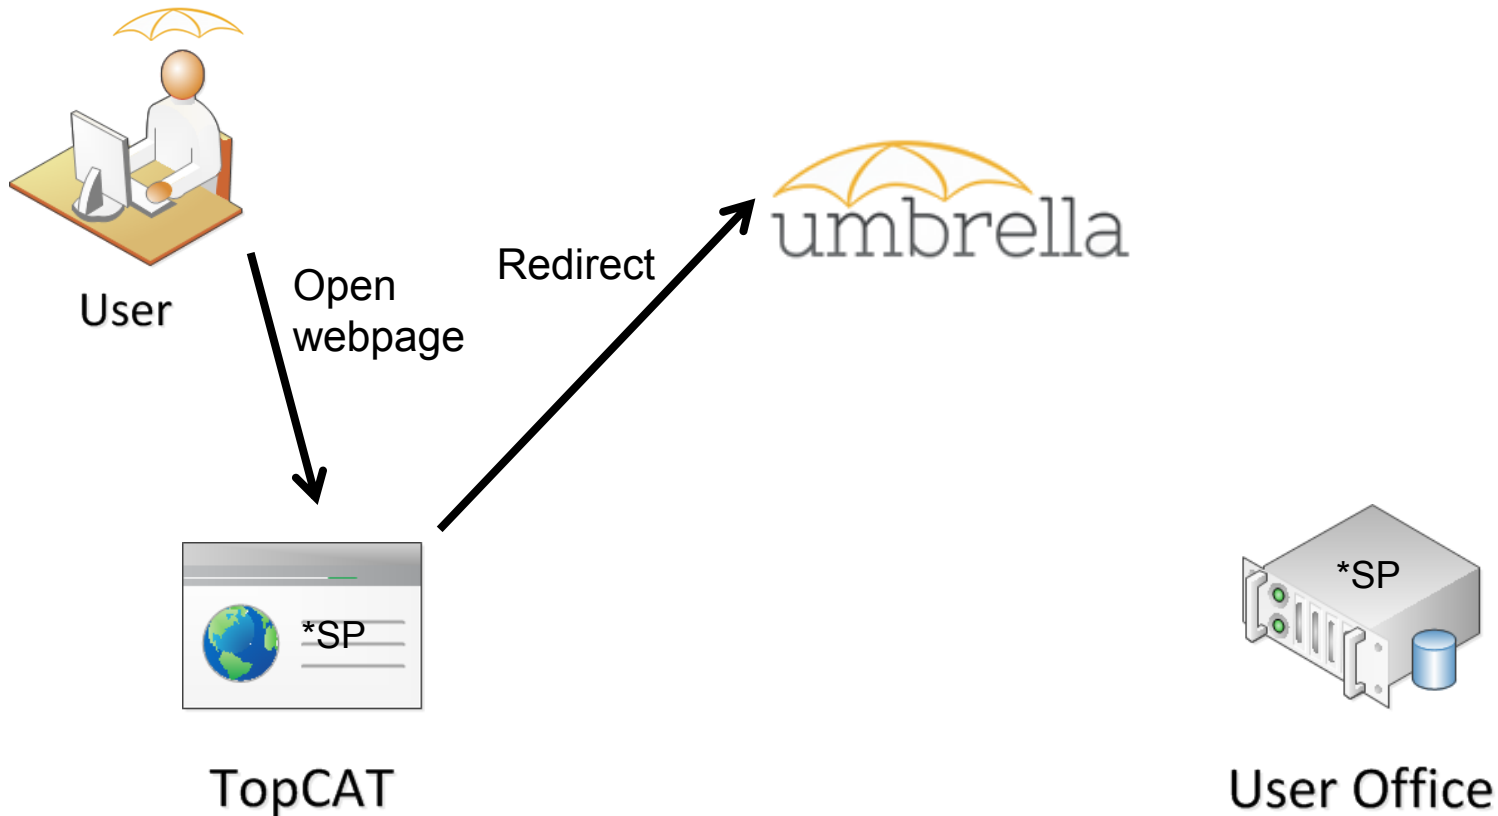 umbrella
Redirect
Open
webpage
User
*SP
*SP
TopCAT
User Office